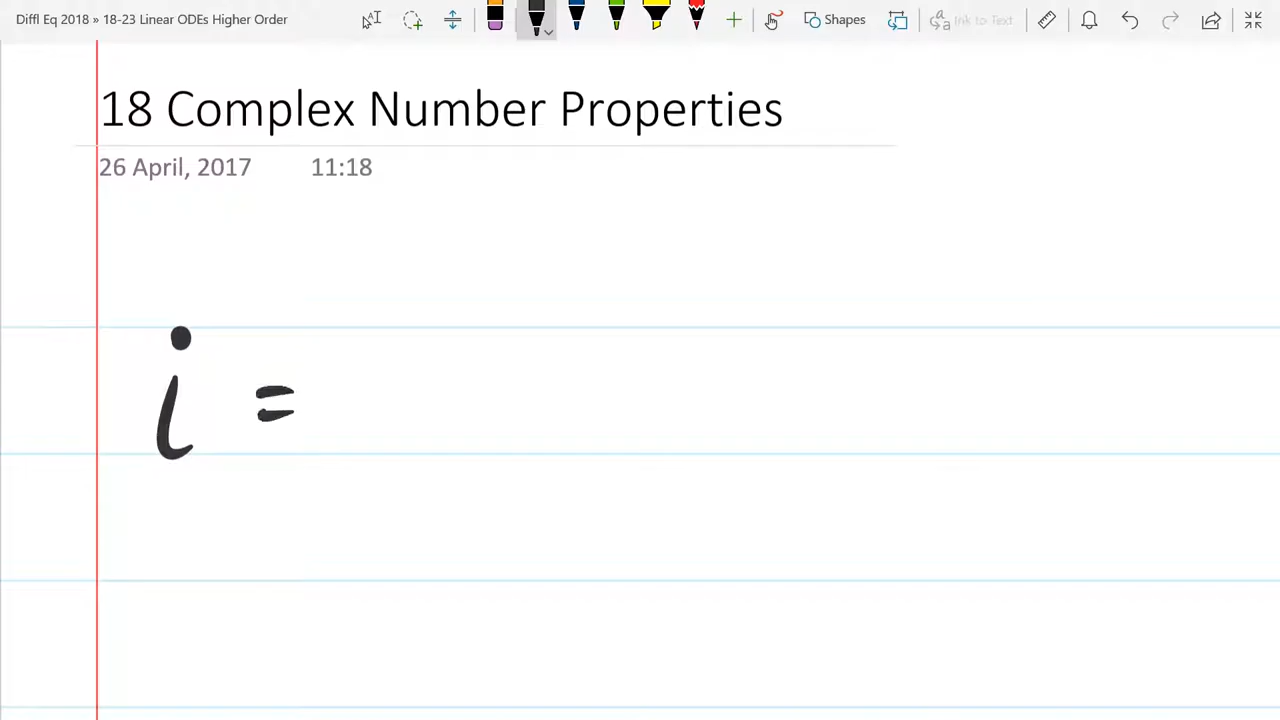 Diffl Eq 2018 » 18-23 Linear ODEs Higher Order
Shapes
Ink to Text
18 Complex Number Properties
26 April, 2017 11:18
i =